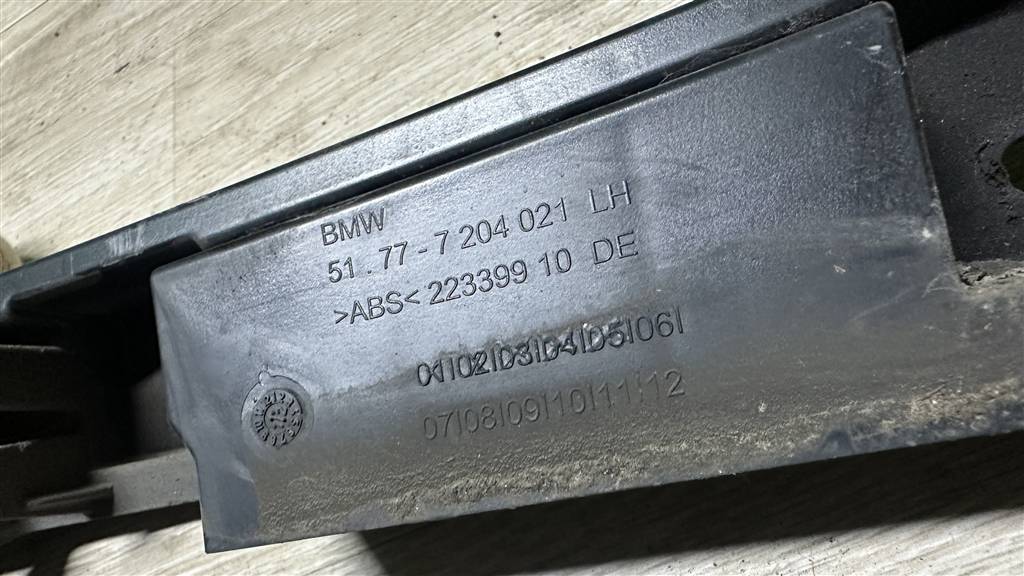 BMW
51.77-7 204 021 LH
>ABS< 223399 10 DE
01|02|03|04|05|06|
07|08|09|10|11|12